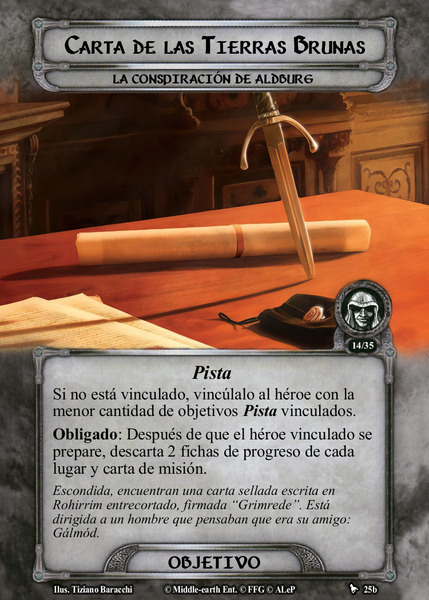 Carta de las Tierras Brunas
La conspiración de Aldburg
14/35
Pista
Si no está vinculado, vincúlalo al héroe con la
menor cantidad de objetivos Pista vinculados.
Obligado: Después de que el héroe vinculado se
prepare, descarta 2 fichas de progreso de cada
lugar y carta de misión.
Escondida, encuentran una carta sellada escrita en
Rohirrim entrecortado, firmada “Grimrede”. Está
dirigida a un hombre que pensaban que era su amigo:
Gálmód.
Objetivo
Ilus. Tiziano Baracchi © Middle-earth Ent. © FFG © ALeP 25b